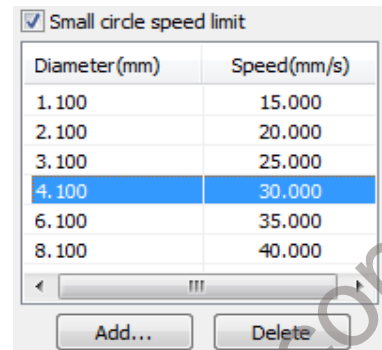 Small circle speed limit
Diameter(mm) Speed(mm/s)
1.100 15.000
2.100 20.000
3.100 25.000
4.100 30.000
6.100 35.000
8.100 40.000
Add... Delete